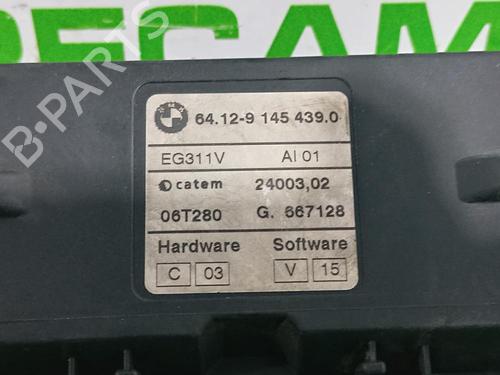 RECAM
B-PARTS
64.12-9 145 439.0
EG311V AI 01
catem 24003,02
06T280 G. 667128
Hardware Software
C 03 V 15